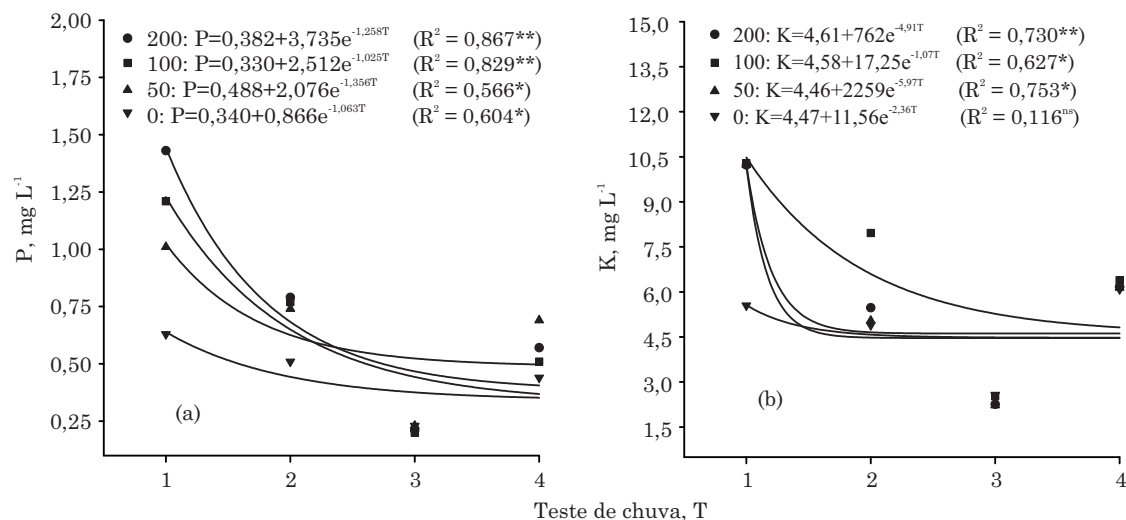 2,00
1,75
1,50
1,25
1,00
0,75
0,50
0,25
P, mg L⁻¹
● 200: P=0,382+3,735e⁻¹,²⁵⁸ᵀ (R² = 0,867**)
■ 100: P=0,330+2,512e⁻¹,⁰²⁵ᵀ (R² = 0,829**)
▲ 50: P=0,488+2,076e⁻¹,³⁵⁶ᵀ (R² = 0,566*)
▼ 0: P=0,340+0,866e⁻¹,⁰⁶³ᵀ (R² = 0,604*)
(a)
1 2 3 4
15,0
13,5
12,0
10,5
9,0
7,5
6,0
4,5
3,0
1,5
K, mg L⁻¹
● 200: K=4,61+762e⁻⁴,⁹¹ᵀ (R² = 0,730**)
■ 100: K=4,58+17,25e⁻¹,⁰⁷ᵀ (R² = 0,627*)
▲ 50: K=4,46+2259e⁻⁵,⁹⁷ᵀ (R² = 0,753*)
▼ 0: K=4,47+11,56e⁻²,³⁶ᵀ (R² = 0,116ⁿˢ)
(b)
1 2 3 4
Teste de chuva, T